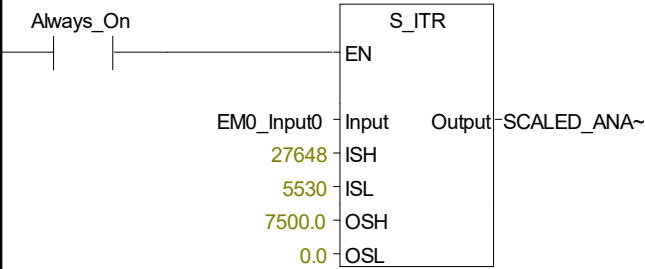 Always_On
S_ITR
EN
EM0_Input0 Input Output SCALED_ANA~
27648 ISH
5530 ISL
7500.0 OSH
0.0 OSL